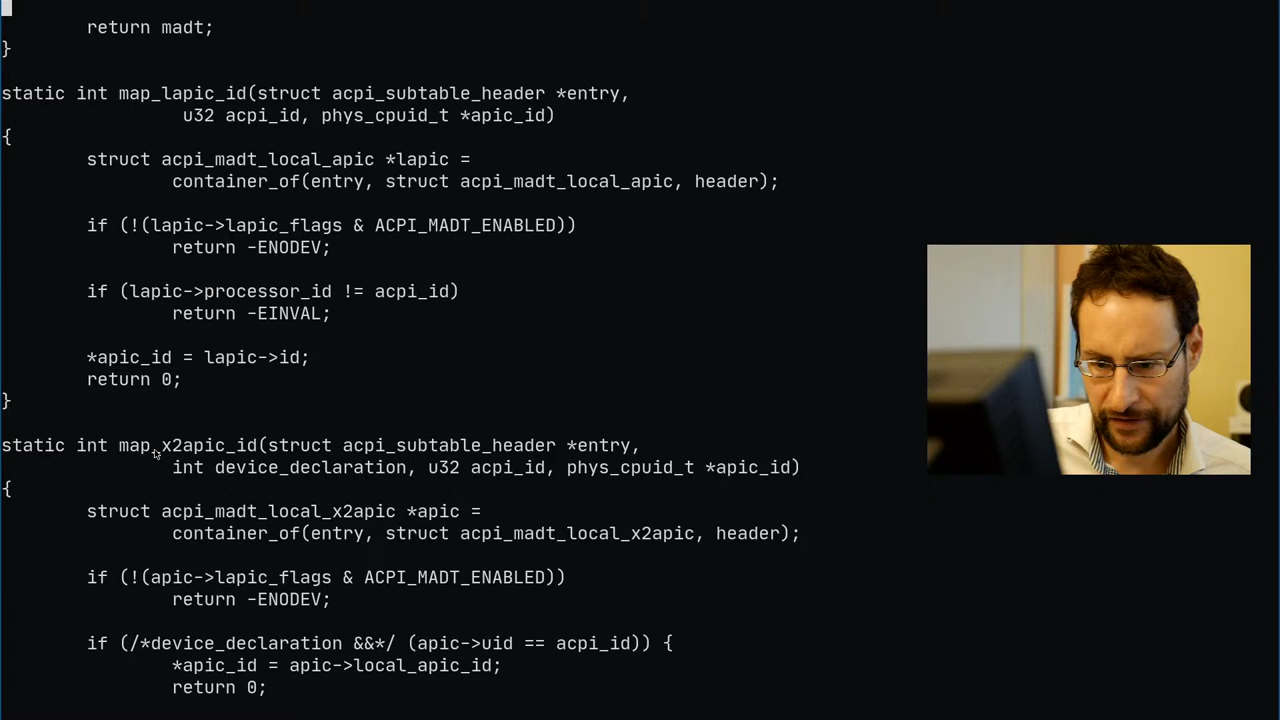 return madt;
}
static int map_lapic_id(struct acpi_subtable_header *entry,
u32 acpi_id, phys_cpuid_t *apic_id)
{
struct acpi_madt_local_apic *lapic =
container_of(entry, struct acpi_madt_local_apic, header);
if (!(lapic->lapic_flags & ACPI_MADT_ENABLED))
return -ENODEV;
if (lapic->processor_id != acpi_id)
return -EINVAL;
*apic_id = lapic->id;
return 0;
}
static int map_x2apic_id(struct acpi_subtable_header *entry,
int device_declaration, u32 acpi_id, phys_cpuid_t *apic_id)
{
struct acpi_madt_local_x2apic *apic =
container_of(entry, struct acpi_madt_local_x2apic, header);
if (!(apic->lapic_flags & ACPI_MADT_ENABLED))
return -ENODEV;
if (/*device_declaration &&*/ (apic->uid == acpi_id)) {
*apic_id = apic->local_apic_id;
return 0;